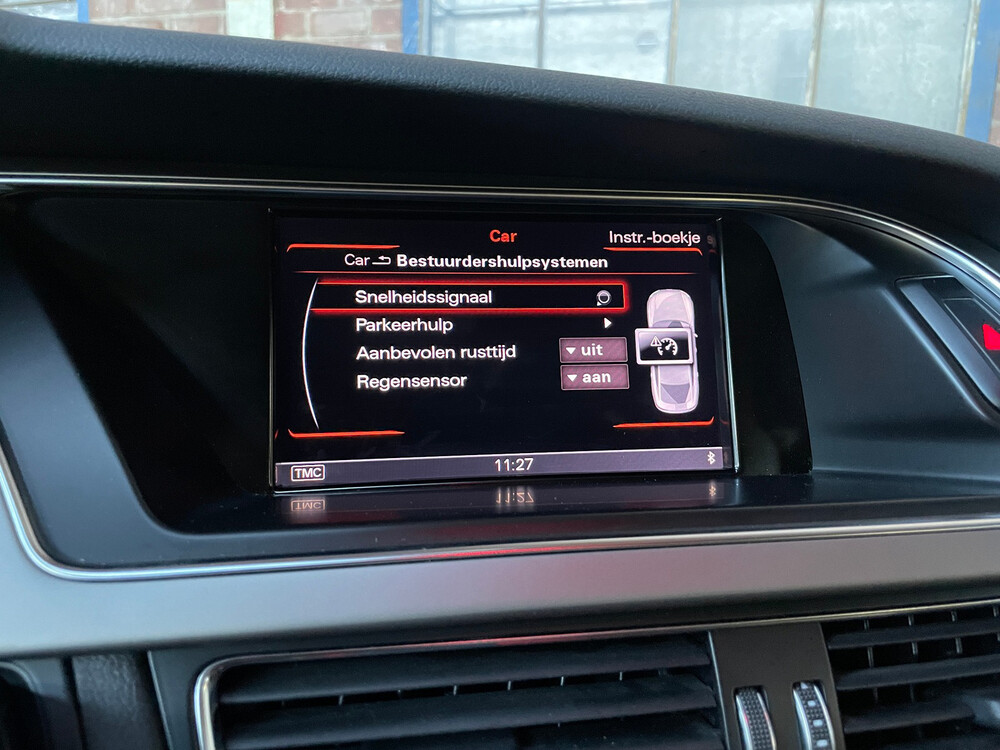 Car
Instr.-boekje
Car Bestuurdershulpsystemen
Snelheidssignaal
Parkeerhulp
Aanbevolen rusttijd uit
Regensensor aan
TMC 11:27